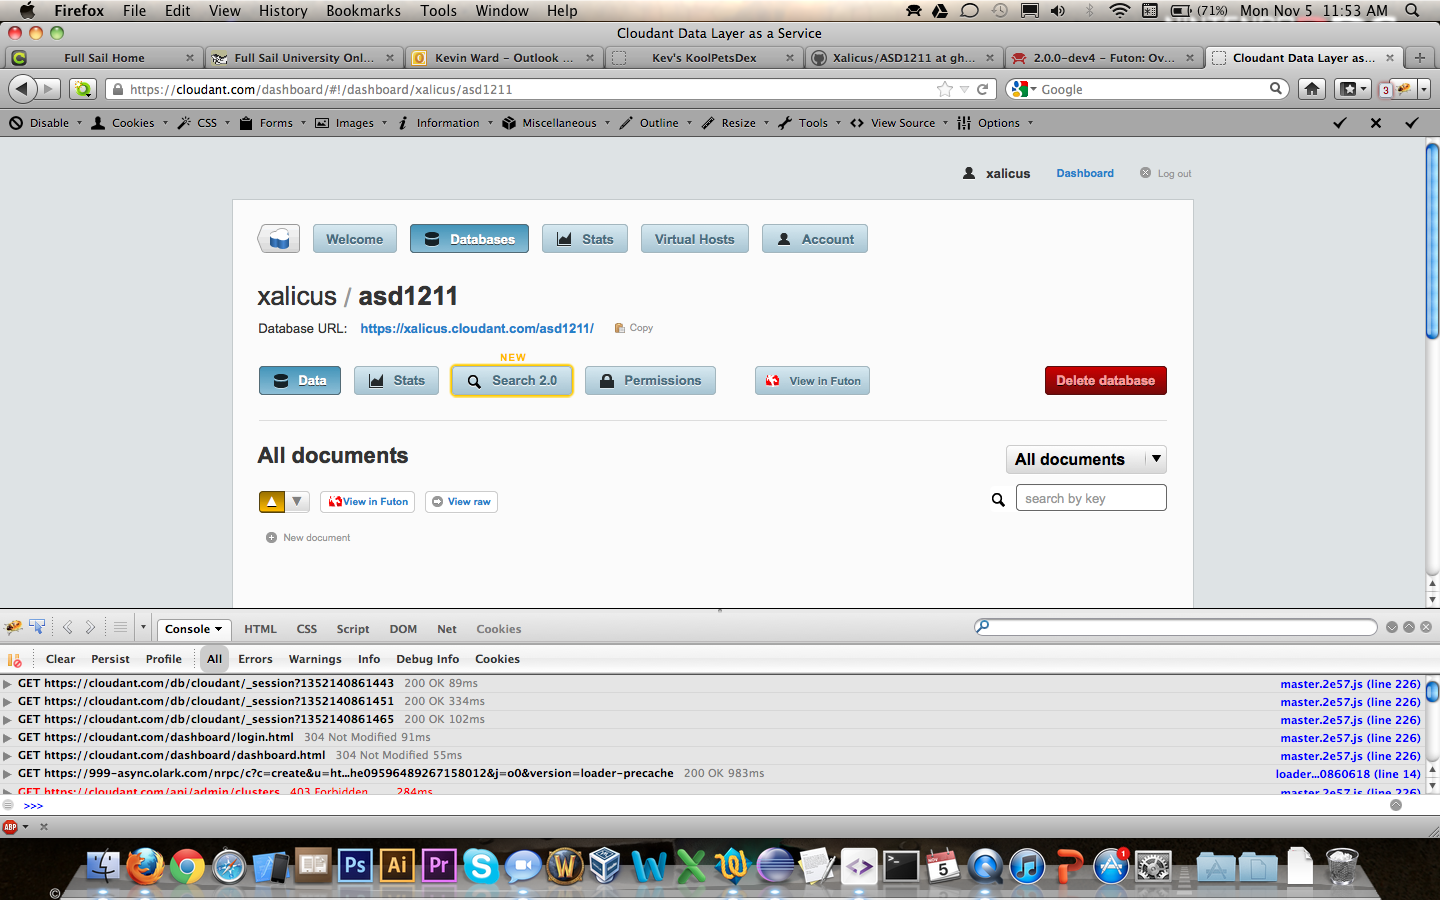 Firefox File Edit View History Bookmarks Tools Window Help (71%) Mon Nov 5 11:53 AM
Cloudant Data Layer as a Service
Full Sail Home Full Sail University Onl... Kevin Ward – Outlook ... Kev's KoolPetsDex Xalicus/ASD1211 at gh... 2.0.0-dev4 – Futon: Ov... Cloudant Data Layer as...
https://cloudant.com/dashboard/#!/dashboard/xalicus/asd1211 Google 3
Disable Cookies CSS Forms Images Information Miscellaneous Outline Resize Tools View Source Options
xalicus Dashboard Log out
Welcome Databases Stats Virtual Hosts Account
xalicus / asd1211
Database URL: https://xalicus.cloudant.com/asd1211/ Copy
NEW
Data Stats Search 2.0 Permissions View in Futon Delete database
All documents All documents
View in Futon View raw search by key
New document
Console HTML CSS Script DOM Net Cookies
Clear Persist Profile All Errors Warnings Info Debug Info Cookies
GET https://cloudant.com/db/cloudant/_session?1352140861443 200 OK 89ms master.2e57.js (line 226)
GET https://cloudant.com/db/cloudant/_session?1352140861451 200 OK 334ms master.2e57.js (line 226)
GET https://cloudant.com/db/cloudant/_session?1352140861465 200 OK 102ms master.2e57.js (line 226)
GET https://cloudant.com/dashboard/login.html 304 Not Modified 91ms master.2e57.js (line 226)
GET https://cloudant.com/dashboard/dashboard.html 304 Not Modified 55ms master.2e57.js (line 226)
GET https://999-async.olark.com/nrpc/c?c=create&u=ht...he09596489267158012&j=o0&version=loader-precache 200 OK 983ms loader...0860618 (line 14)
GET https://cloudant.com/api/admin/clusters 403 Forbidden 284ms master.2e57.js (line 226)
>>>
ABP
Ps Ai Pr NOV 5 1
©